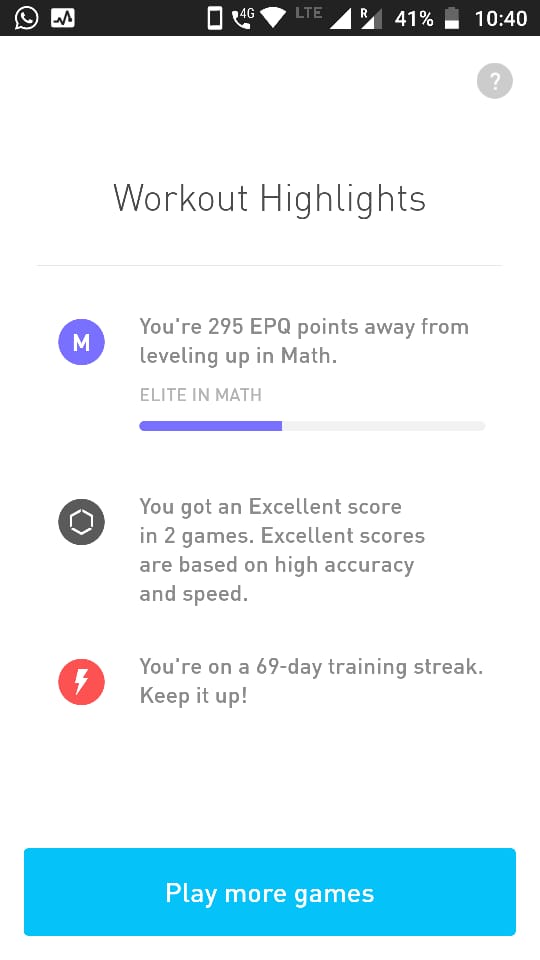 4G LTE R 41% 10:40
?
Workout Highlights
M
You're 295 EPQ points away from
leveling up in Math.
ELITE IN MATH
You got an Excellent score
in 2 games. Excellent scores
are based on high accuracy
and speed.
You're on a 69-day training streak.
Keep it up!
Play more games